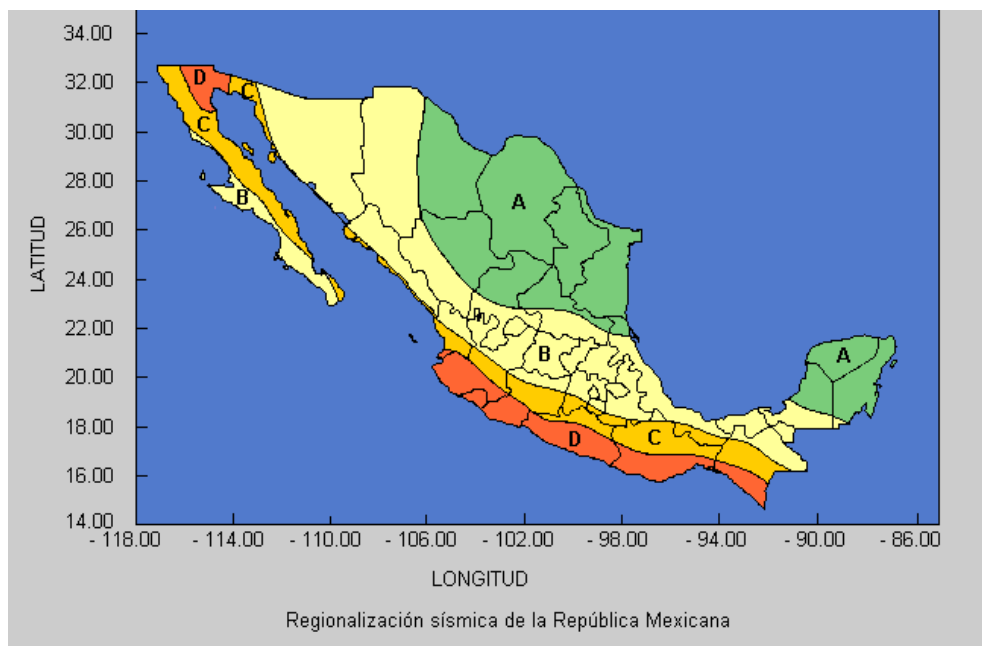 34.00
32.00
30.00
28.00
26.00
24.00
22.00
20.00
18.00
16.00
14.00
LATITUD
D
C
C
B
A
B
A
C
D
- 118.00 - 114.00 - 110.00 - 106.00 - 102.00 - 98.00 - 94.00 - 90.00 - 86.00
LONGITUD
Regionalización sísmica de la República Mexicana